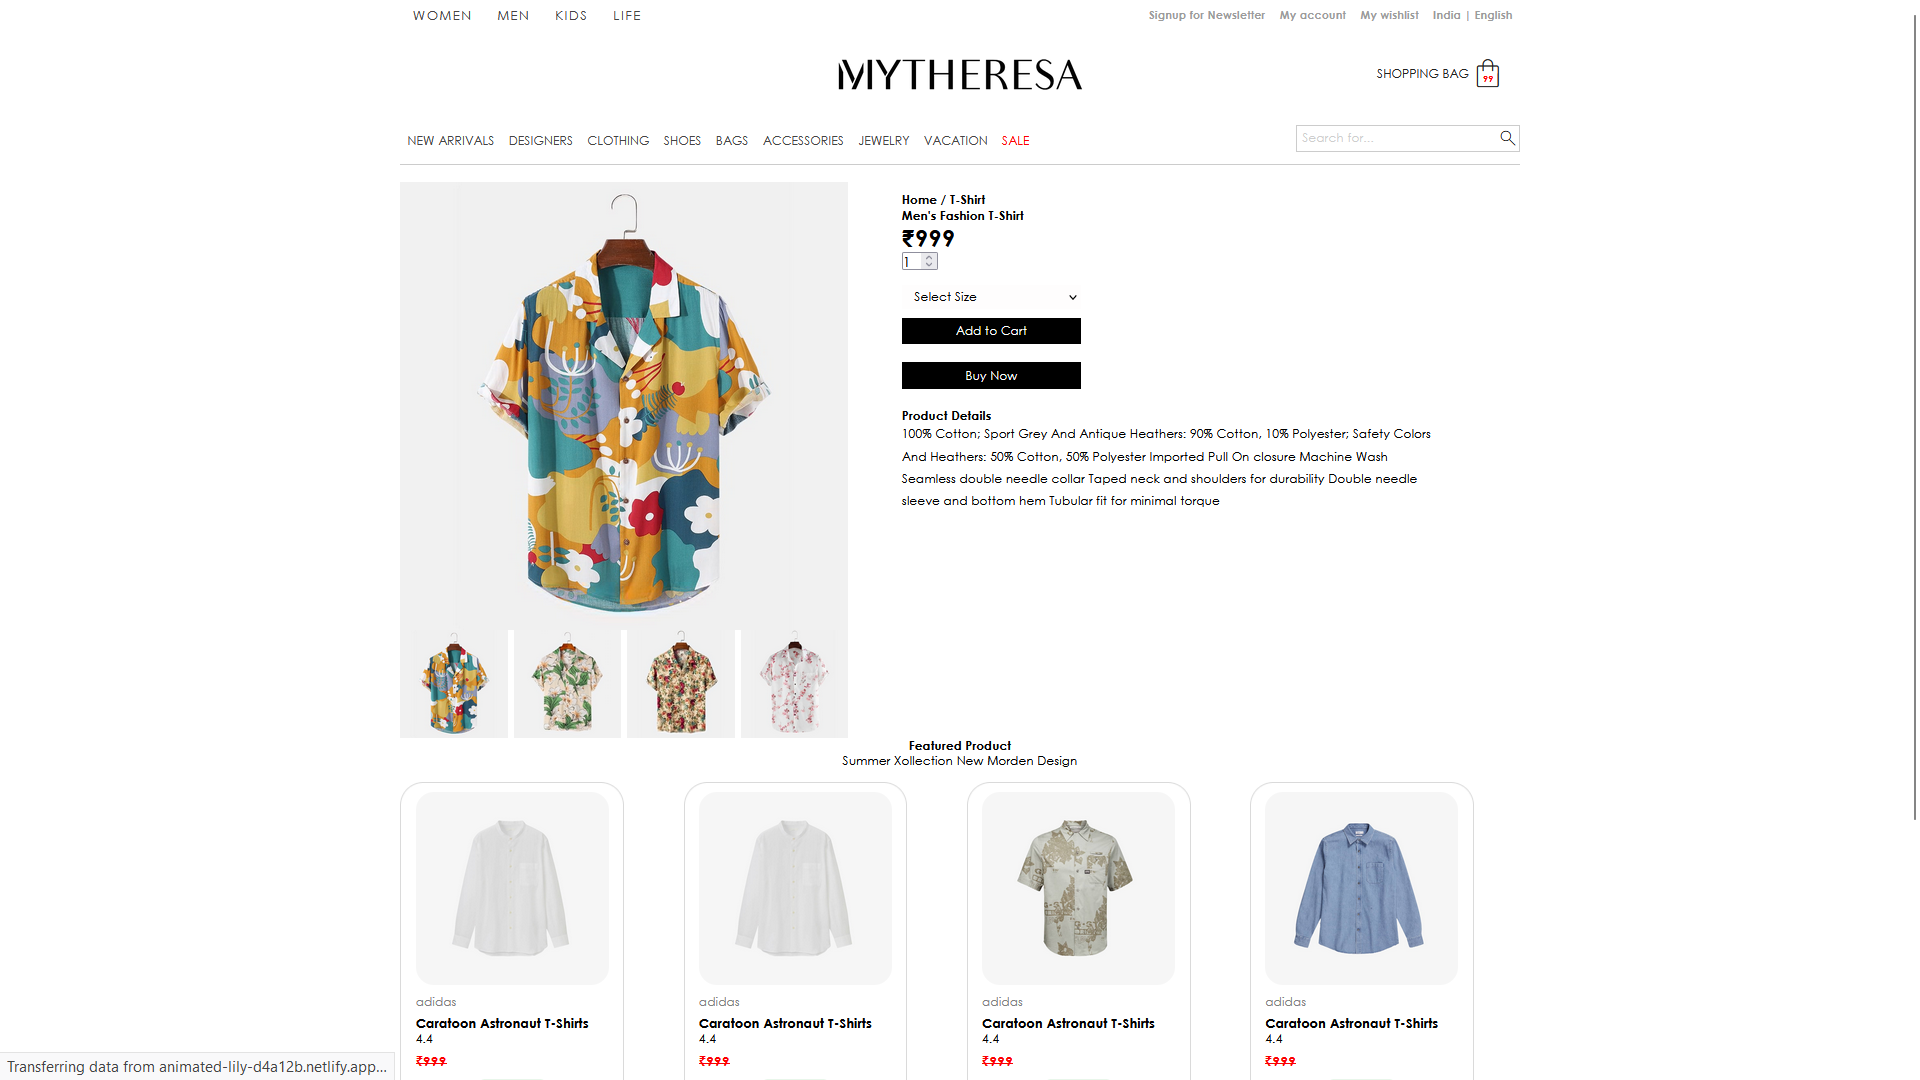 WOMEN MEN KIDS LIFE
Signup for Newsletter My account My wishlist India | English
MYTHERESA
SHOPPING BAG 99
NEW ARRIVALS DESIGNERS CLOTHING SHOES BAGS ACCESSORIES JEWELRY VACATION SALE
Search for...
Home / T-Shirt
Men's Fashion T-Shirt
₹999
1
Select Size
Add to Cart
Buy Now
Product Details
100% Cotton; Sport Grey And Antique Heathers: 90% Cotton, 10% Polyester; Safety Colors
And Heathers: 50% Cotton, 50% Polyester Imported Pull On closure Machine Wash
Seamless double needle collar Taped neck and shoulders for durability Double needle
sleeve and bottom hem Tubular fit for minimal torque
Featured Product
Summer Xollection New Morden Design
adidas
Caratoon Astronaut T-Shirts
4.4
₹999
adidas
Caratoon Astronaut T-Shirts
4.4
₹999
adidas
Caratoon Astronaut T-Shirts
4.4
₹999
adidas
Caratoon Astronaut T-Shirts
4.4
₹999
Transferring data from animated-lily-d4a12b.netlify.app...